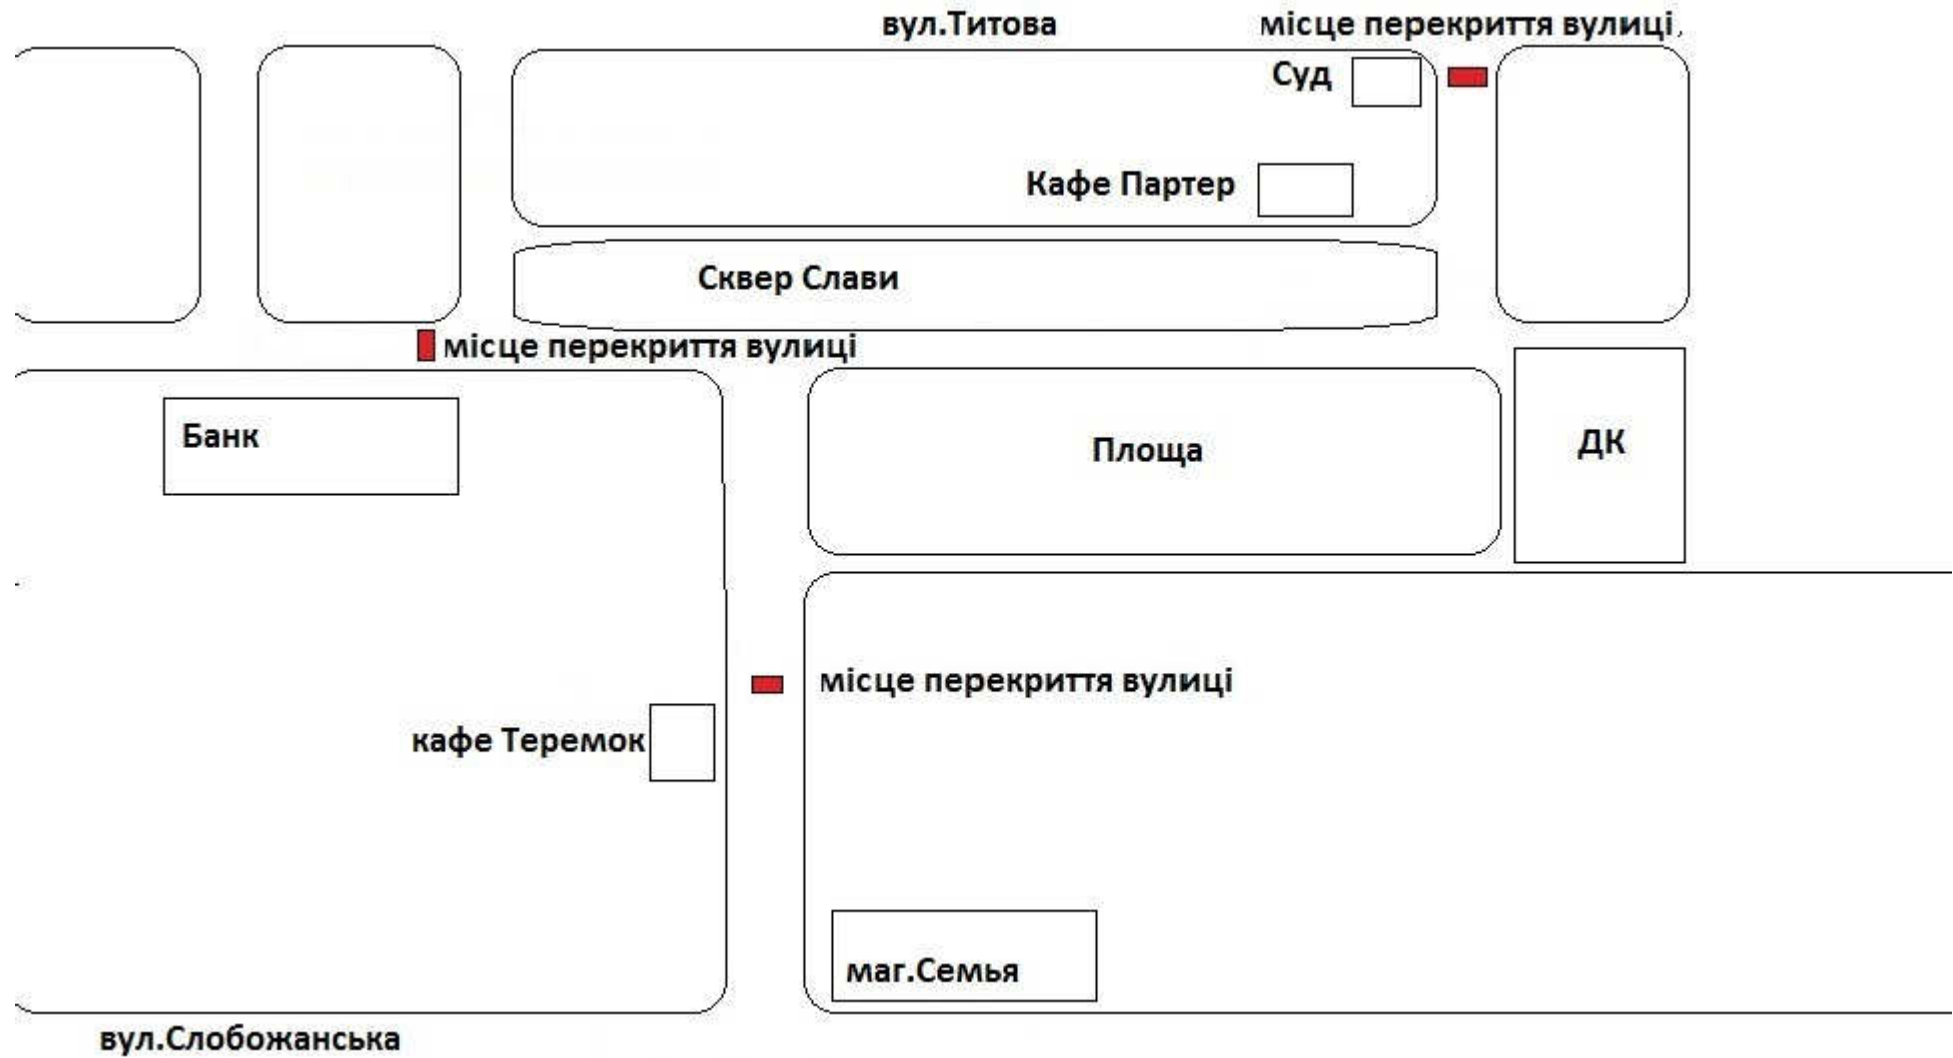 вул.Титова
місце перекриття вулиці,
Суд
Кафе Партер
Сквер Слави
місце перекриття вулиці
Банк
Площа
ДК
місце перекриття вулиці
кафе Теремок
маг.Семья
вул.Слобожанська